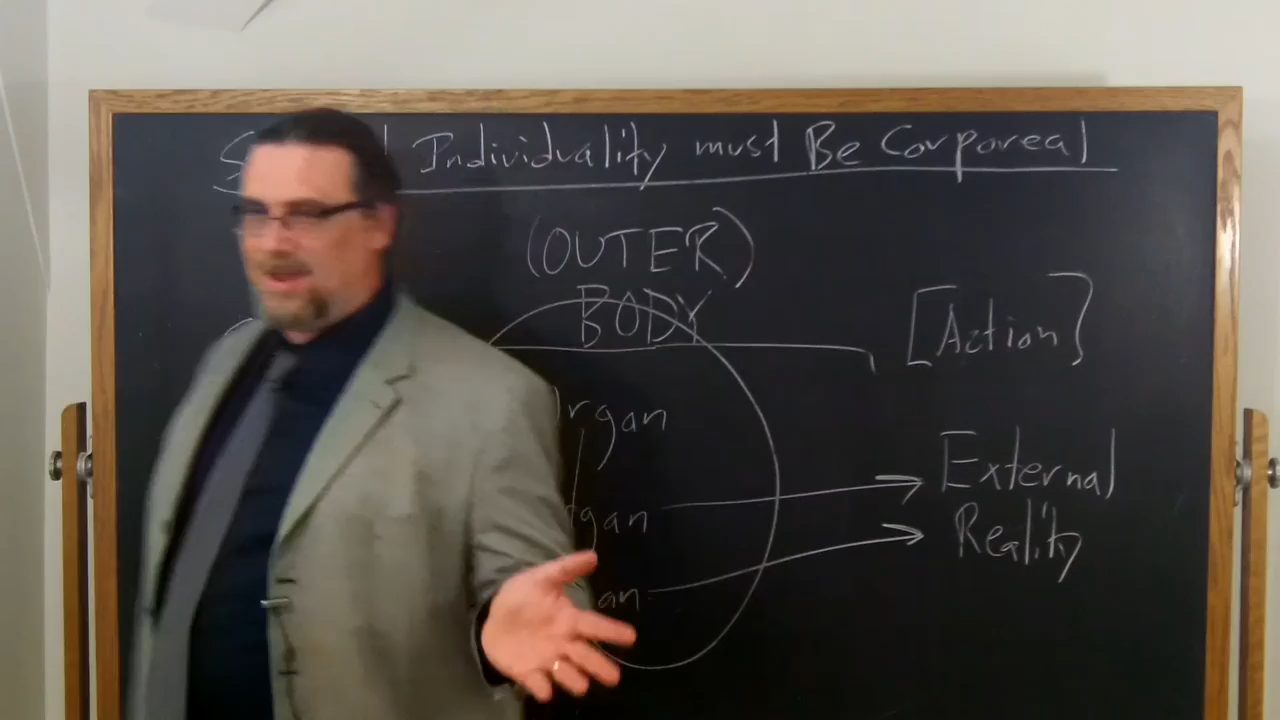 Individuality must Be Corporeal
(OUTER)
BODY
[Action]
rgan
gan
an
External
Reality